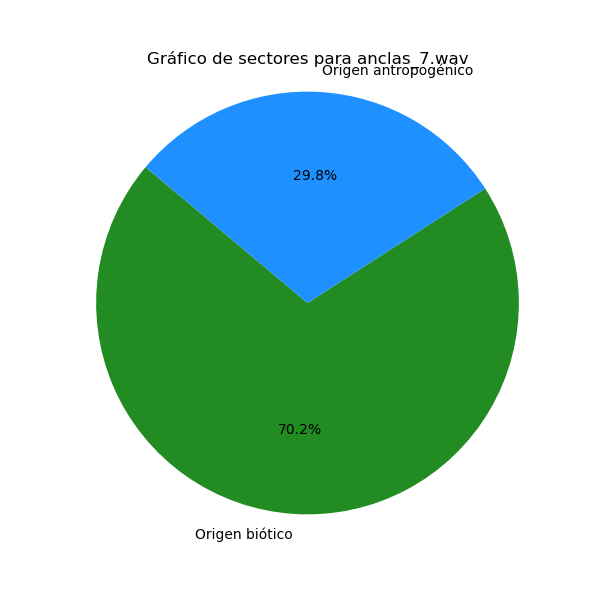 Gráfico de sectores para anclas_7.wav
Origen antropogénico
29.8%
70.2%
Origen biótico